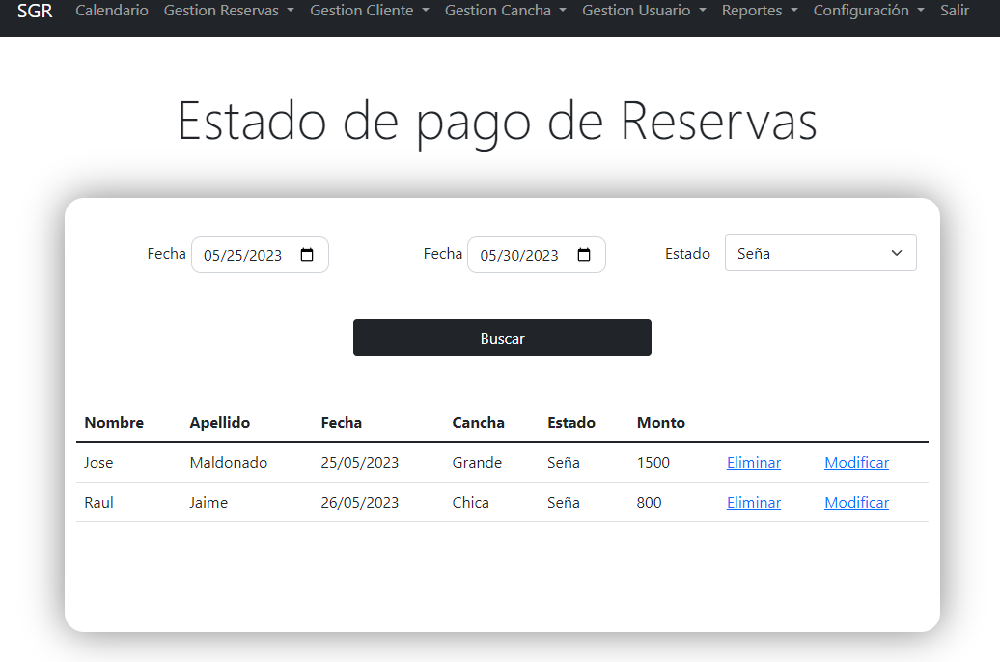 SGR Calendario Gestion Reservas Gestion Cliente Gestion Cancha Gestion Usuario Reportes Configuración Salir
Estado de pago de Reservas
Fecha 05/25/2023 Fecha 05/30/2023 Estado Seña
Buscar
Nombre Apellido Fecha Cancha Estado Monto
Jose Maldonado 25/05/2023 Grande Seña 1500 Eliminar Modificar
Raul Jaime 26/05/2023 Chica Seña 800 Eliminar Modificar